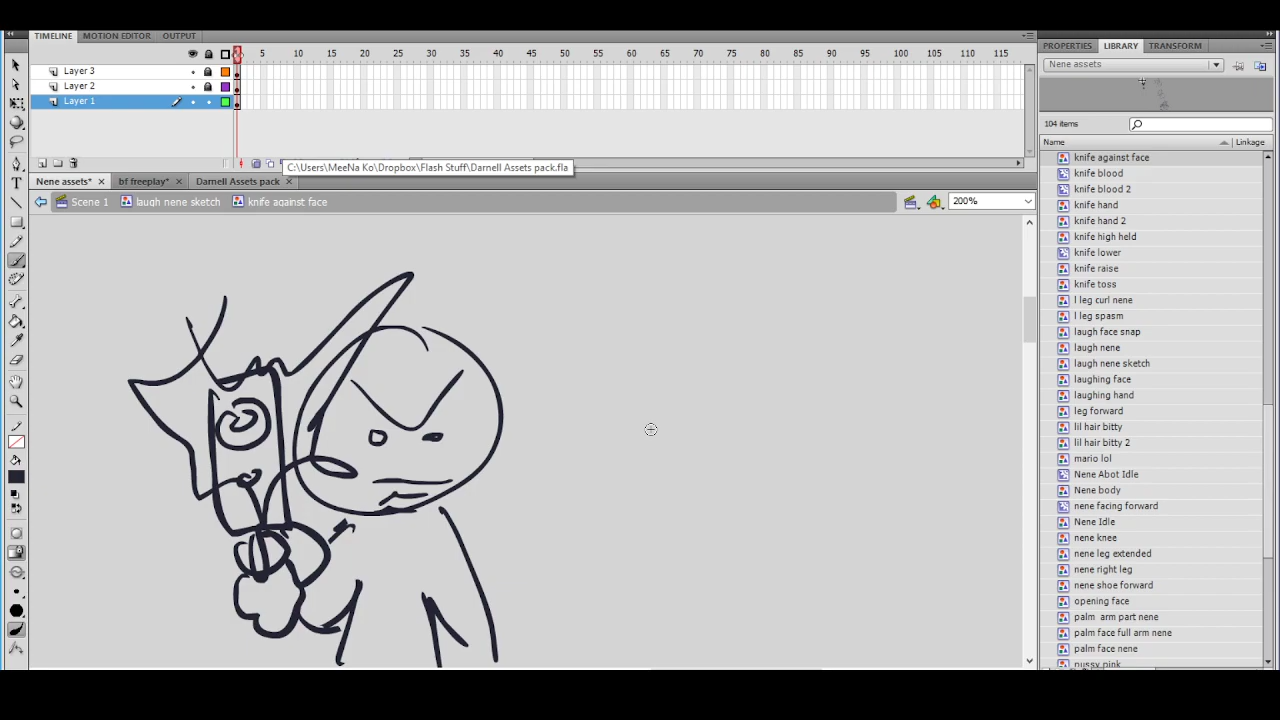 TIMELINE MOTION EDITOR OUTPUT
1 5 10 15 20 25 30 35 40 45 50 55 60 65 70 75 80 85 90 95 100 105 110 115
Layer 3
Layer 2
Layer 1
C:\Users\MeeNa Ko\Dropbox\Flash Stuff\Darnell Assets pack.fla
Nene assets* × bf freeplay* × Darnell Assets pack ×
Scene 1 laugh nene sketch knife against face
200%
PROPERTIES LIBRARY TRANSFORM
Nene assets
104 items
Name Linkage
knife against face
knife blood
knife blood 2
knife hand
knife hand 2
knife high held
knife lower
knife raise
knife toss
l leg curl nene
l leg spasm
laugh face snap
laugh nene
laugh nene sketch
laughing face
laughing hand
leg forward
lil hair bitty
lil hair bitty 2
mario lol
Nene Abot Idle
Nene body
nene facing forward
Nene Idle
nene knee
nene leg extended
nene right leg
nene shoe forward
opening face
palm arm part nene
palm face full arm nene
palm face nene